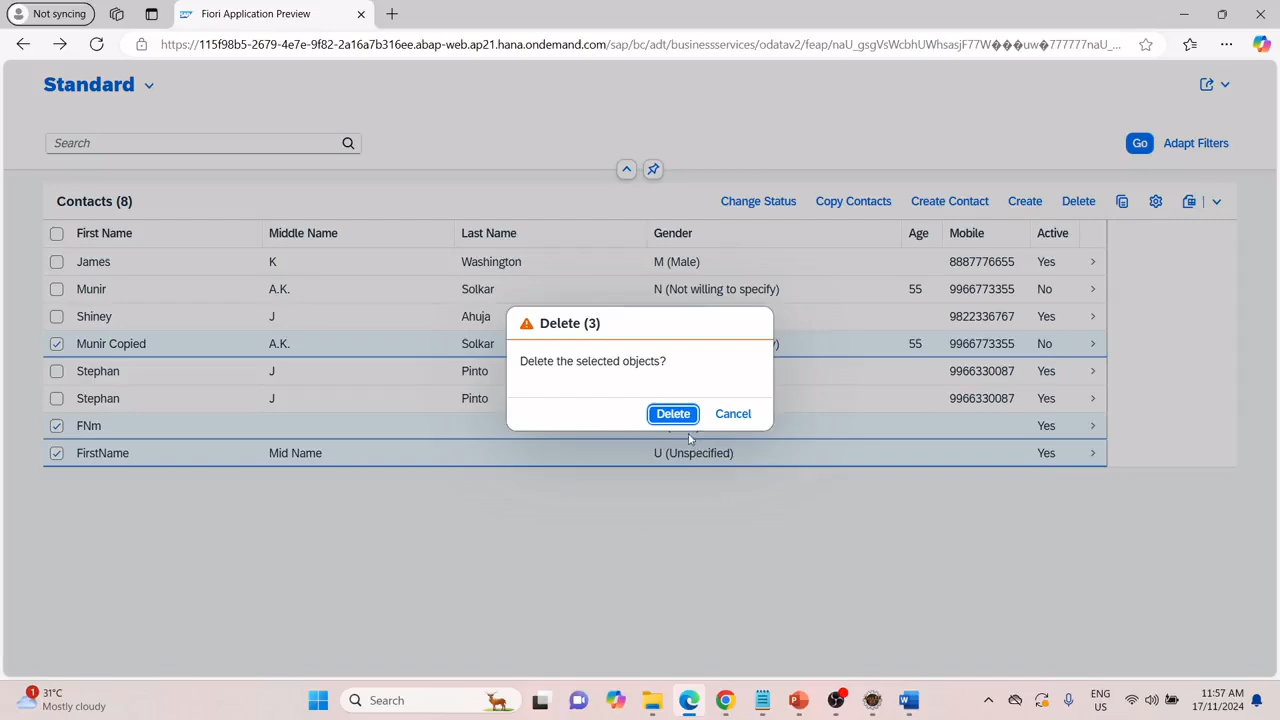 Not syncing
Fiori Application Preview
https://115f98b5-2679-4e7e-9f82-2a16a7b316ee.abap-web.ap21.hana.ondemand.com/sap/bc/adt/businessservices/odatav2/feap/naU_gsgVsWcbhUWhsasjF77W���uw�777777naU_...
Standard
Search
Go Adapt Filters
Contacts (8) Change Status Copy Contacts Create Contact Create Delete
First Name Middle Name Last Name Gender Age Mobile Active
James K Washington M (Male) 8887776655 Yes
Munir A.K. Solkar N (Not willing to specify) 55 9966773355 No
Shiney J Ahuja 9822336767 Yes
Munir Copied A.K. Solkar 55 9966773355 No
Stephan J Pinto 9966330087 Yes
Stephan J Pinto 9966330087 Yes
FNm Yes
FirstName Mid Name U (Unspecified) Yes
Delete (3)
Delete the selected objects?
Delete Cancel
1
31°C
Mostly cloudy
Search
ENG
US
11:57 AM
17/11/2024